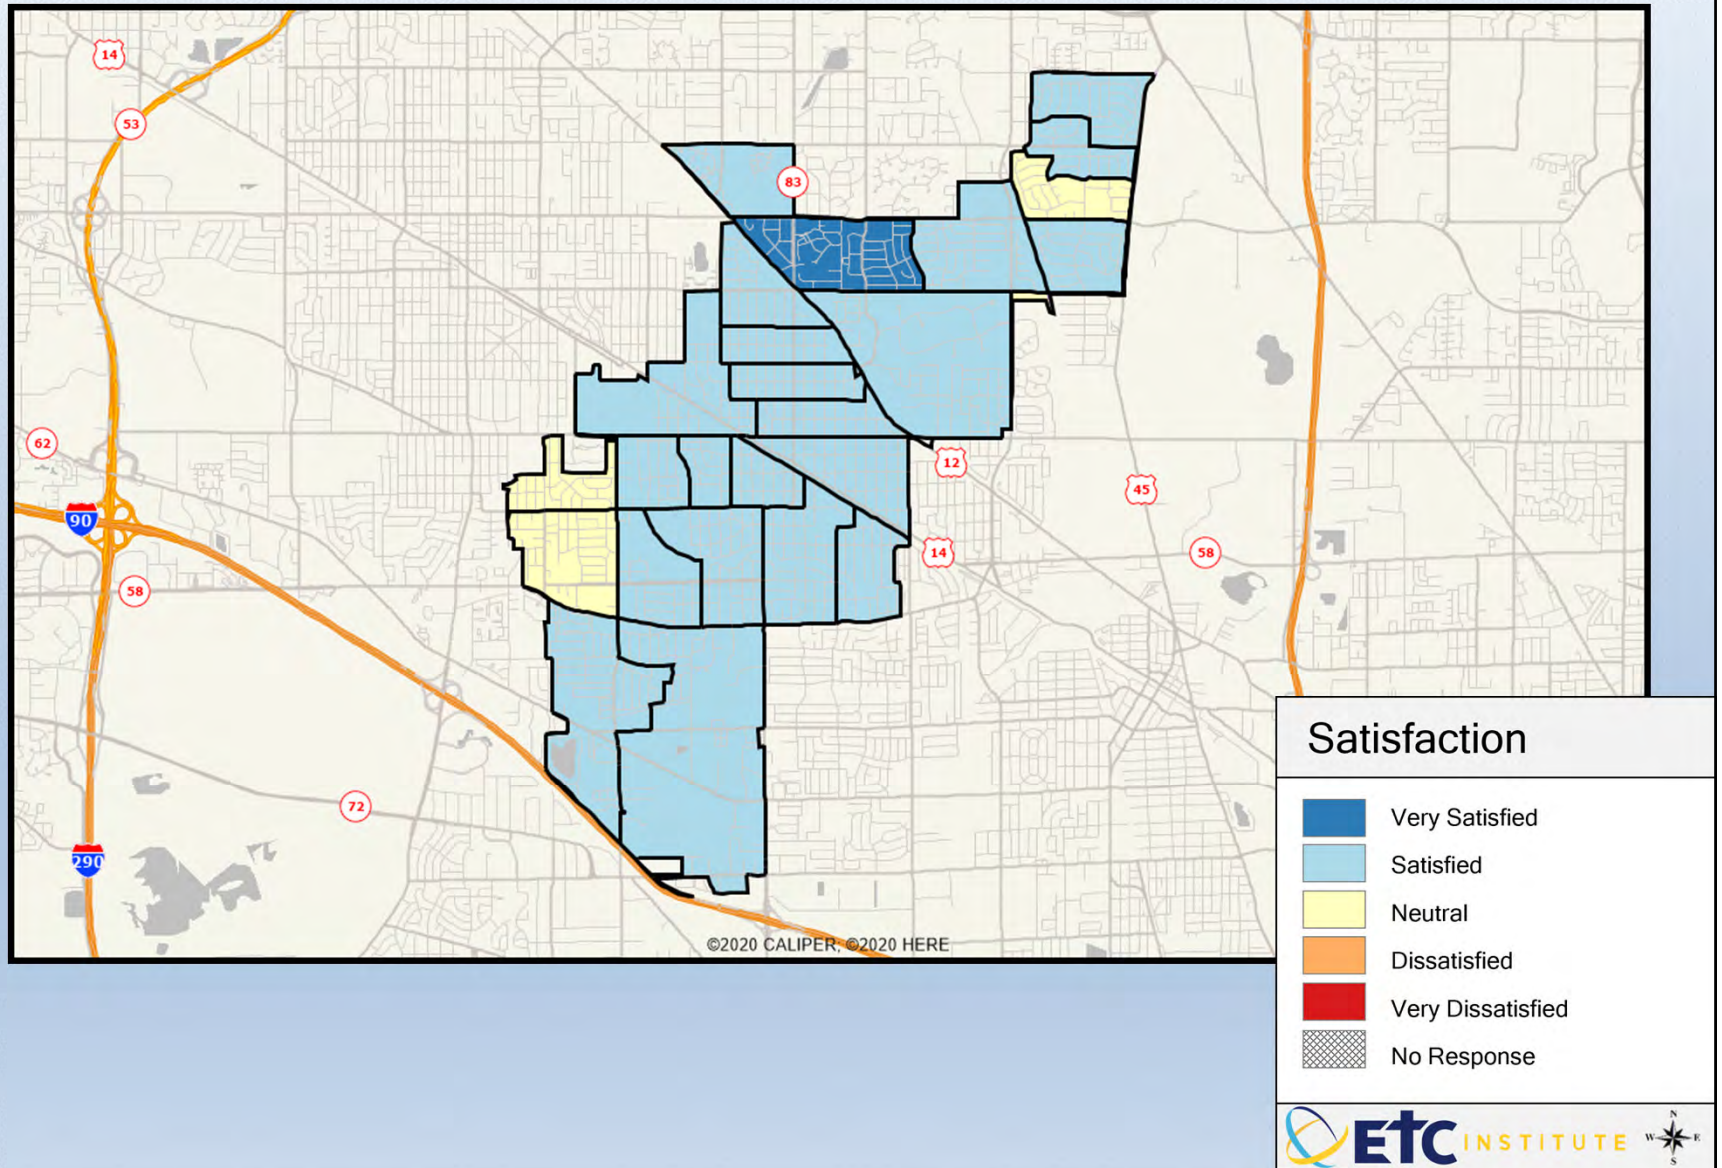 14
53
83
62
12
45
90
14
58
58
72
290
©2020 CALIPER; ©2020 HERE
Satisfaction
Very Satisfied
Satisfied
Neutral
Dissatisfied
Very Dissatisfied
No Response
ETC INSTITUTE
N
W E
S